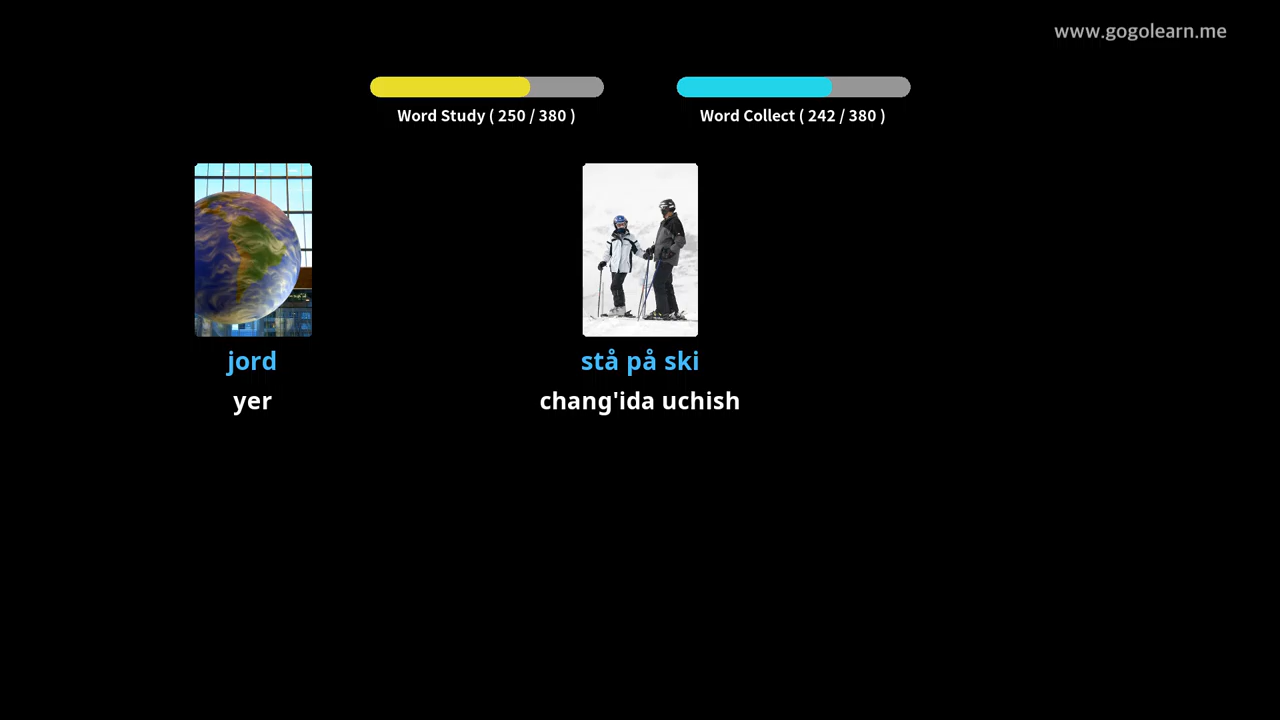 www.gogolearn.me
Word Study ( 250 / 380 )
Word Collect ( 242 / 380 )
jord
yer
stå på ski
chang'ida uchish